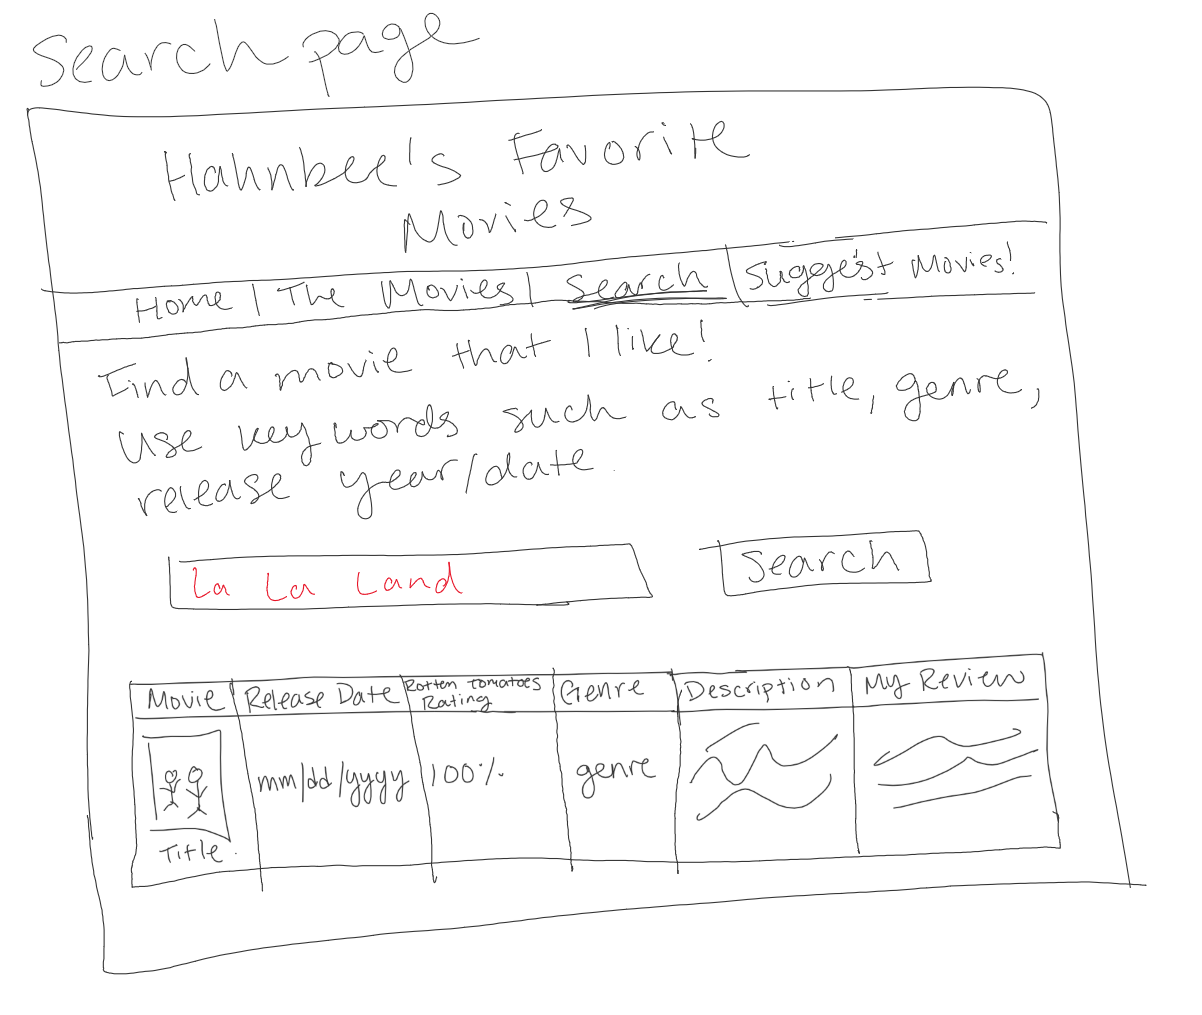 Search page
Hahnbee's Favorite
Movies
Home | The Movies | Search | Suggest Movies!
Find a movie that I like!
Use keywords such as title, genre,
release year/date.
La La Land
Search
Movie Release Date Rotten tomatoes Rating Genre Description My Review
mm/dd/yyyy 100% genre
Title.